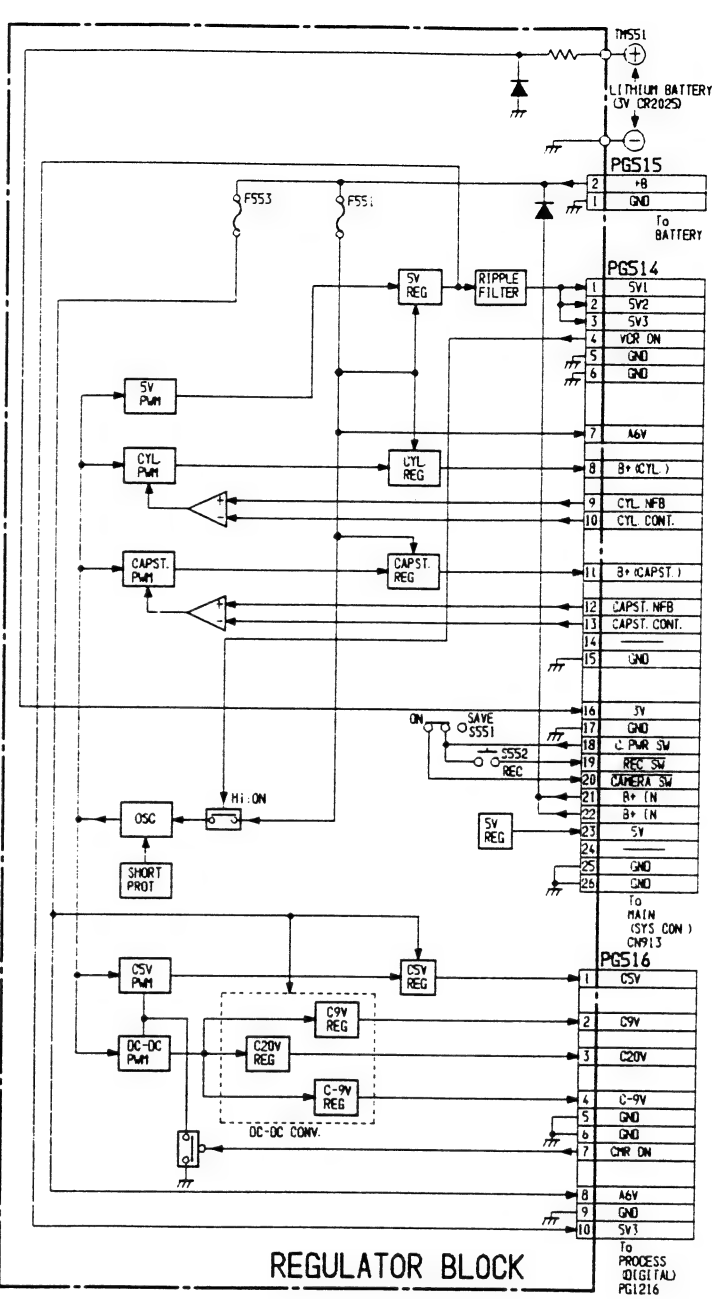 TM551
+
LITHIUM BATTERY
(3V CR2025)
-
PG515
2 +B
1 GND
To
BATTERY
F553
F551
PG514
5V
REG
RIPPLE
FILTER
1 5V1
2 5V2
3 5V3
4 VCR ON
5 GND
6 GND
5V
PWM
7 A6V
CYL.
PWM
CYL.
REG
8 B+(CYL.)
+
-
9 CYL. NFB
10 CYL. CONT.
CAPST.
PWM
CAPST.
REG
11 B+(CAPST.)
+
-
12 CAPST. NFB
13 CAPST. CONT.
14
15 GND
16 3V
ON
SAVE
S551
17 GND
18 C. PWR SW
S552
REC
19 REC SW
20 CAMERA SW
Hi:ON
21 B+ IN
22 B+ IN
OSC
5V
REG
23 5V
24
SHORT
PROT
25 GND
26 GND
To
MAIN
(SYS CON)
CN913
PG516
C5V
PWM
C5V
REG
1 C5V
C9V
REG
2 C9V
DC-DC
PWM
C20V
REG
3 C20V
C-9V
REG
4 C-9V
5 GND
DC-DC CONV.
6 GND
7 CMR ON
8 A6V
9 GND
10 5V3
REGULATOR BLOCK
To
PROCESS
(DIGITAL)
PG1216